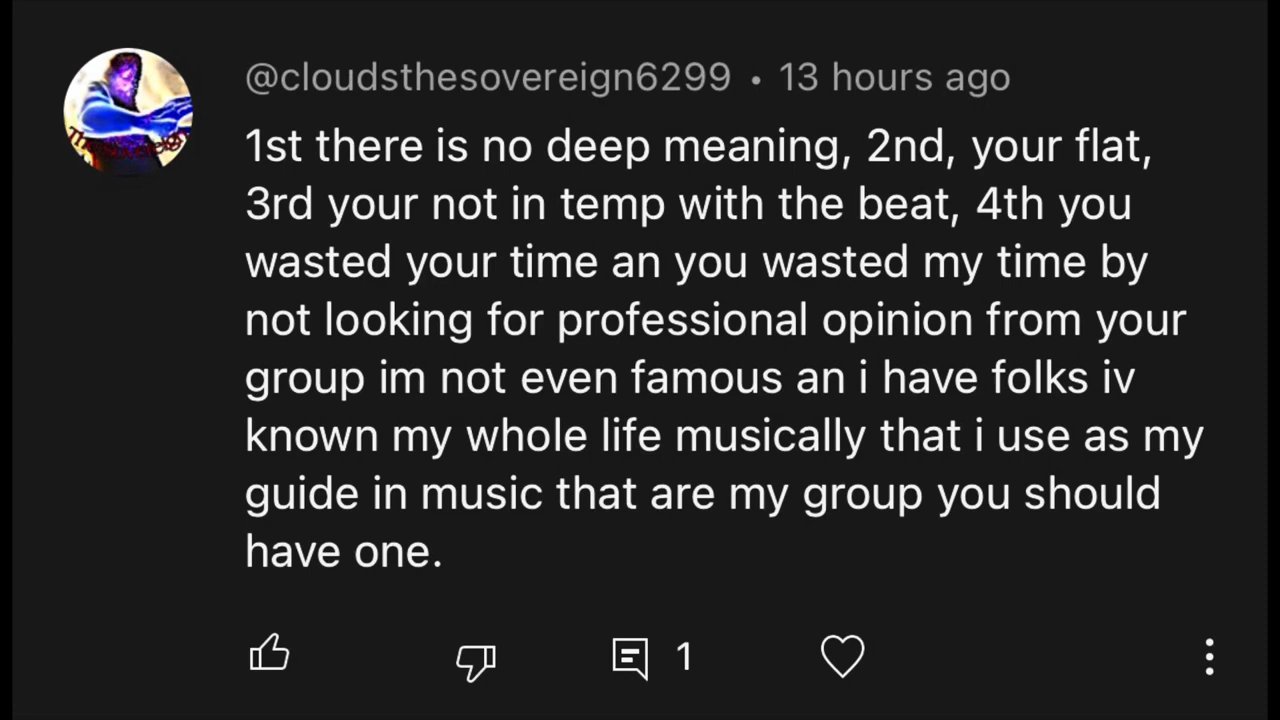 @cloudsthesovereign6299 • 13 hours ago
1st there is no deep meaning, 2nd, your flat,
3rd your not in temp with the beat, 4th you
wasted your time an you wasted my time by
not looking for professional opinion from your
group im not even famous an i have folks iv
known my whole life musically that i use as my
guide in music that are my group you should
have one.
1